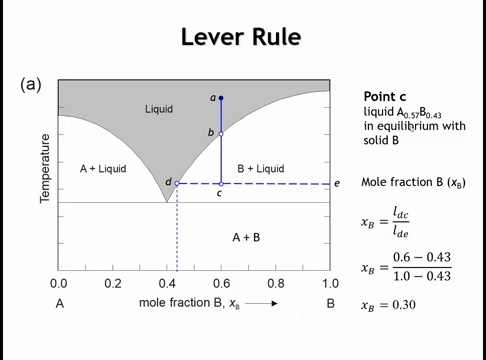 Lever Rule
(a)
Temperature
Liquid
A + Liquid
B + Liquid
A + B
a
b
c
d
e
0.0 0.2 0.4 0.6 0.8 1.0
A mole fraction B, x_B B
Point c
liquid A₀.₅₇B₀.₄₃
in equilibrium with
solid B
Mole fraction B (x_B)
x_B = l_dc / l_de
x_B = 0.6 − 0.43 / 1.0 − 0.43
x_B = 0.30